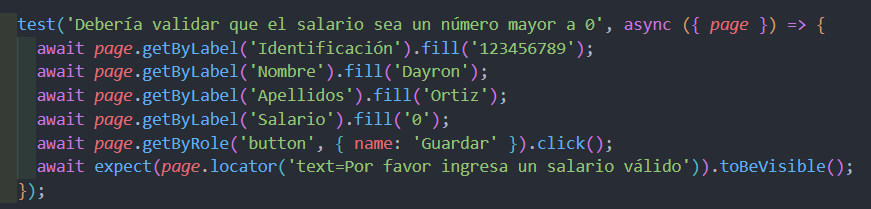 test('Debería validar que el salario sea un número mayor a 0', async ({ page }) => {
  await page.getByLabel('Identificación').fill('123456789');
  await page.getByLabel('Nombre').fill('Dayron');
  await page.getByLabel('Apellidos').fill('Ortiz');
  await page.getByLabel('Salario').fill('0');
  await page.getByRole('button', { name: 'Guardar' }).click();
  await expect(page.locator('text=Por favor ingresa un salario válido')).toBeVisible();
});